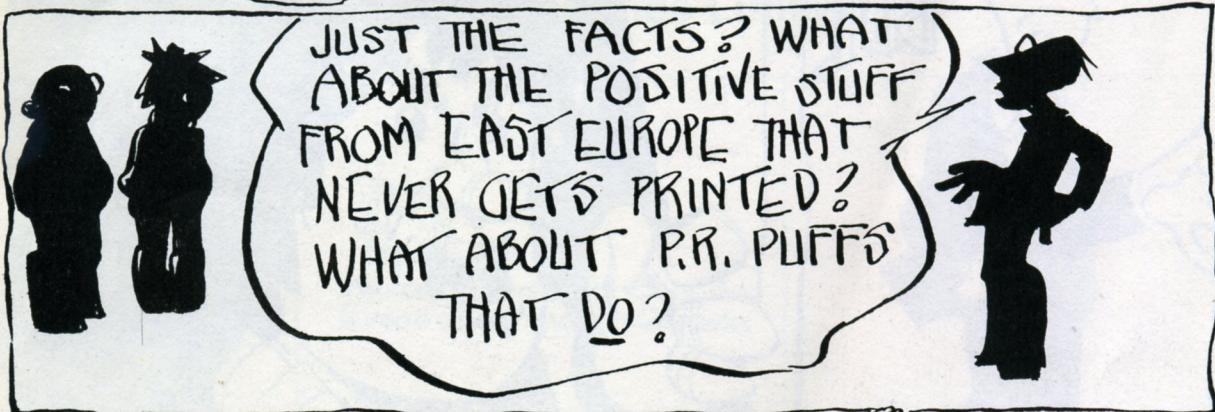 JUST THE FACTS? WHAT
ABOUT THE POSITIVE STUFF
FROM EAST EUROPE THAT
NEVER GETS PRINTED?
WHAT ABOUT P.R. PUFFS
THAT DO?